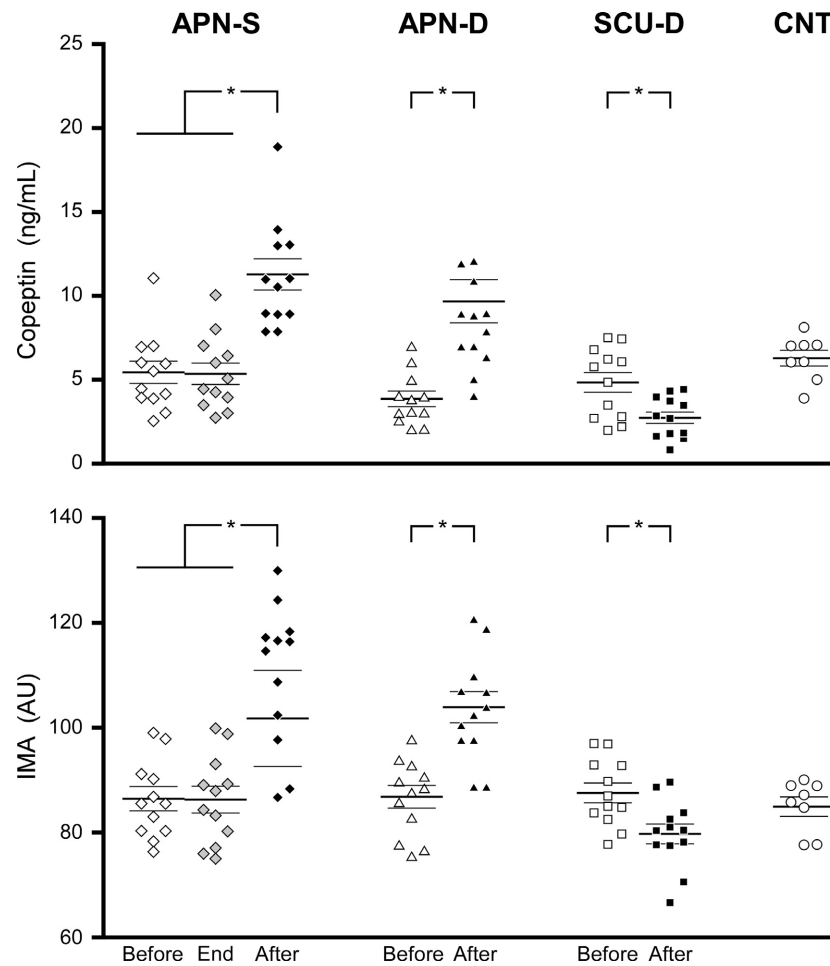 APN-S APN-D SCU-D CNT
25
20
15
10
5
0
Copeptin (ng/mL)
* * *
140
120
100
80
60
IMA (AU)
* * *
Before End After Before After Before After